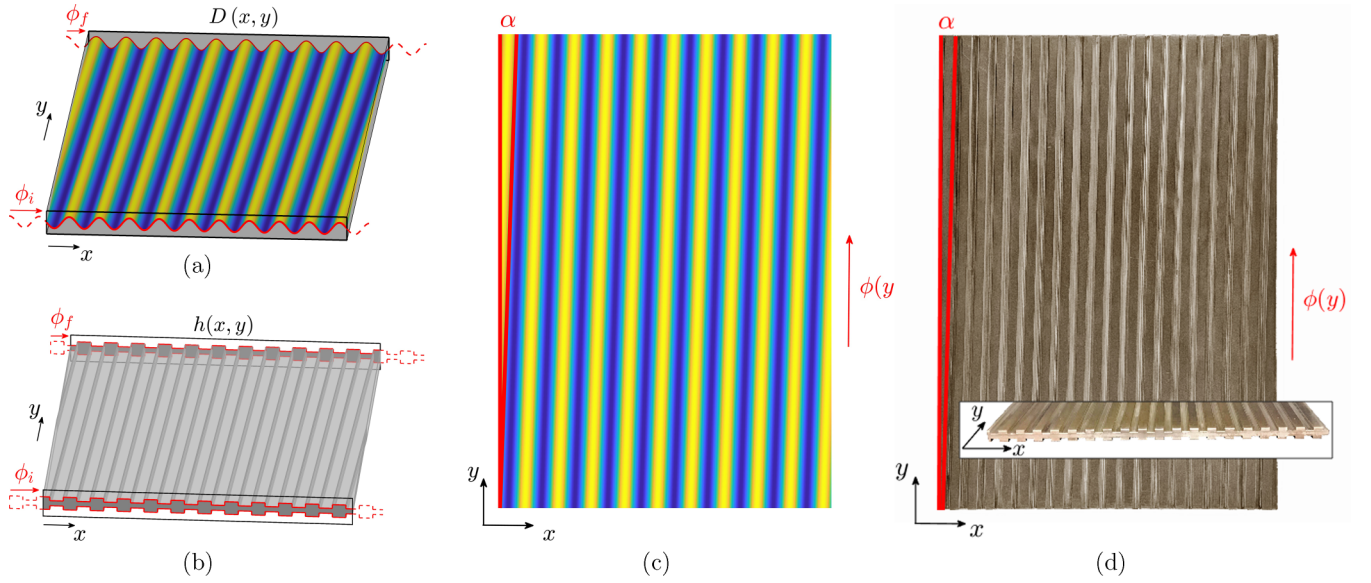 ϕ_f
D (x, y)
y
ϕ_i
x
(a)
ϕ_f
h(x, y)
y
ϕ_i
x
(b)
α
ϕ(y
y
x
(c)
α
ϕ(y)
y
x
y
x
(d)